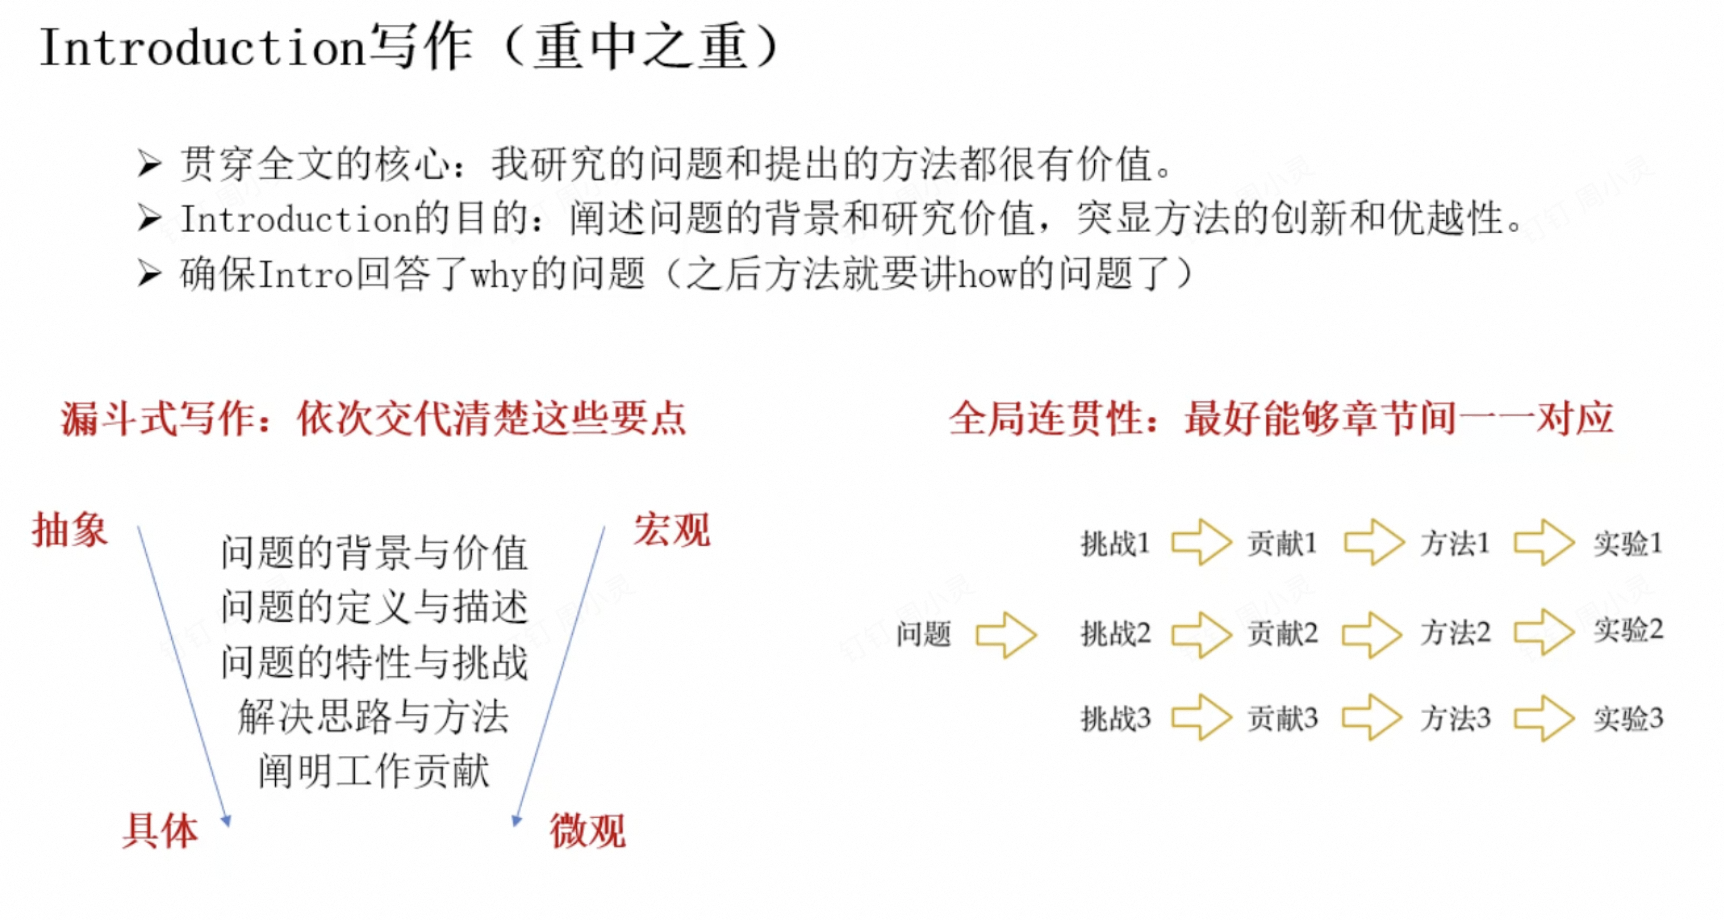 Introduction写作（重中之重）
➢ 贯穿全文的核心：我研究的问题和提出的方法都很有价值。
➢ Introduction的目的：阐述问题的背景和研究价值，突显方法的创新和优越性。
➢ 确保Intro回答了why的问题（之后方法就要讲how的问题了）
漏斗式写作：依次交代清楚这些要点
抽象
宏观
问题的背景与价值
问题的定义与描述
问题的特性与挑战
解决思路与方法
阐明工作贡献
具体
微观
全局连贯性：最好能够章节间一一对应
挑战1 贡献1 方法1 实验1
问题 挑战2 贡献2 方法2 实验2
挑战3 贡献3 方法3 实验3
钉钉 周小灵